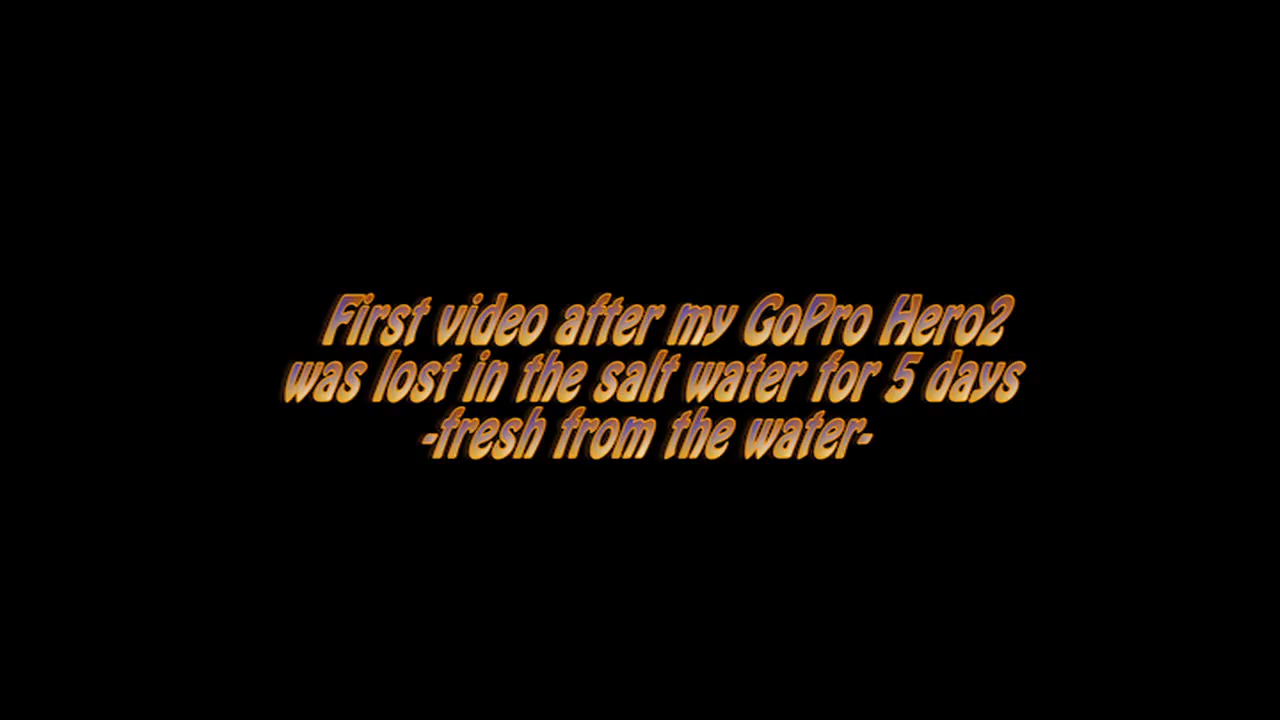 First video after my GoPro Hero2
was lost in the salt water for 5 days
-fresh from the water-